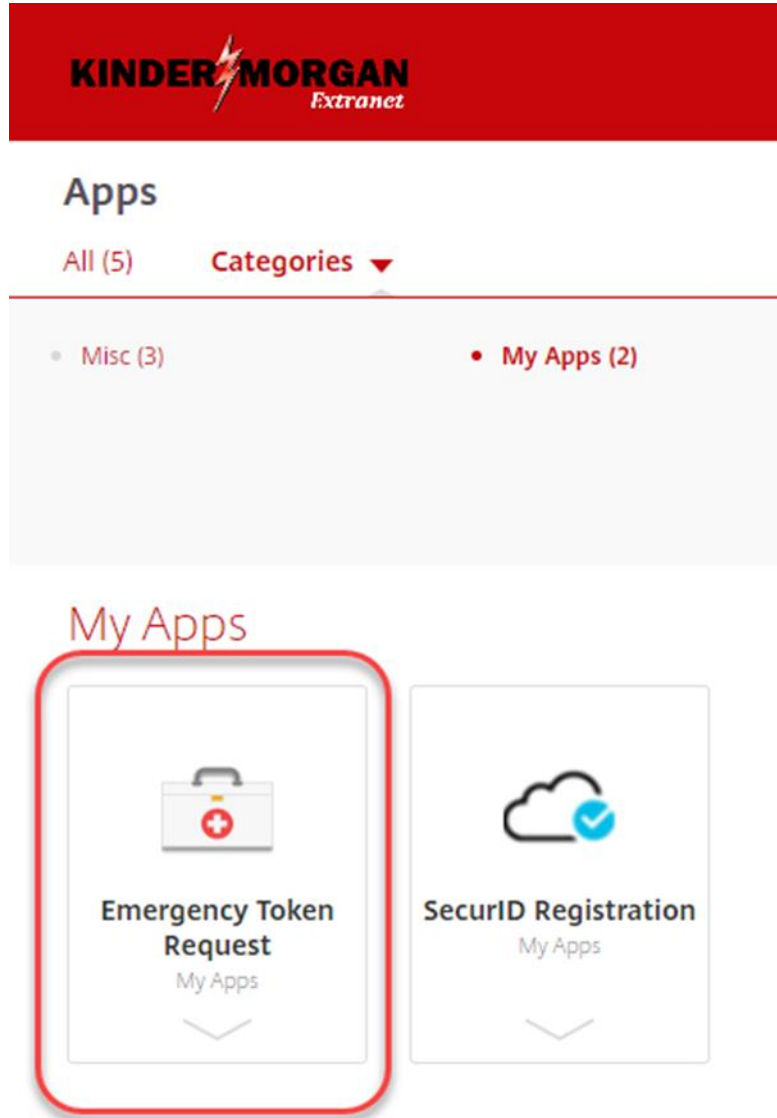 KINDER MORGAN
Extranet
Apps
All (5) Categories
Misc (3) My Apps (2)
My Apps
Emergency Token
Request
My Apps
SecurID Registration
My Apps